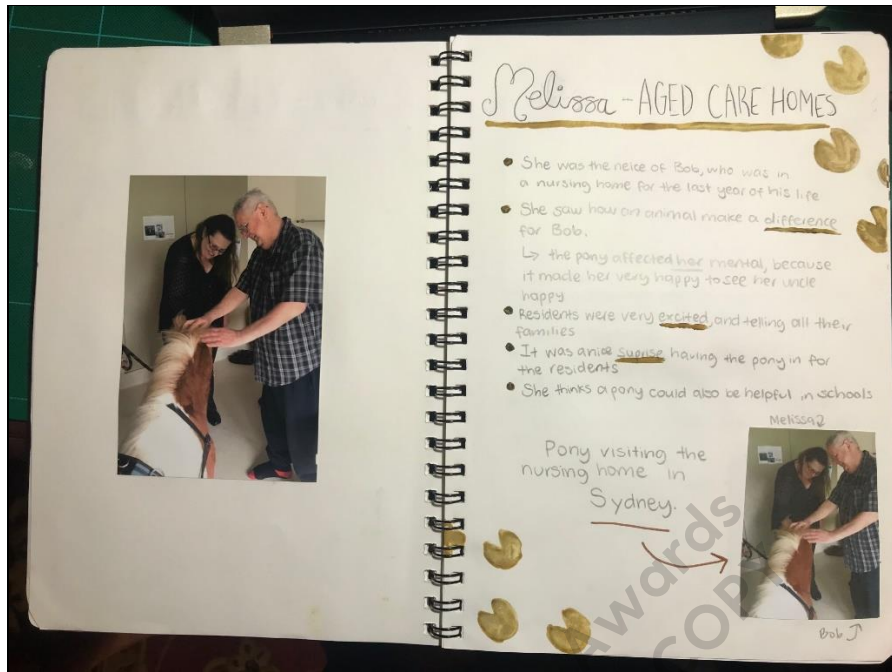 Melissa - AGED CARE HOMES
• She was the neice of Bob, who was in
a nursing home for the last year of his life
• She saw how an animal make a difference
for Bob.
↳ the pony affected her mental, because
it made her very happy to see her uncle
happy
• Residents were very excited, and telling all their
families
• It was a nice suprise having the pony in for
the residents
• She thinks a pony could also be helpful in schools
Melissa
Pony visiting the
nursing home in
Sydney.
Bob
Awards
COP